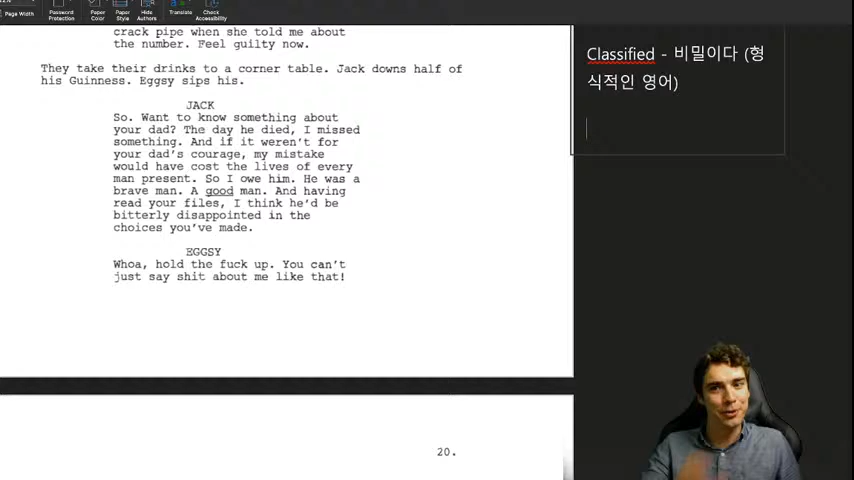 Page Width
Password
Protection
Paper
Color
Paper
Style
Hide
Authors
Translate
Check
Accessibility
crack pipe when she told me about
the number. Feel guilty now.
They take their drinks to a corner table. Jack downs half of
his Guinness. Eggsy sips his.
JACK
So. Want to know something about
your dad? The day he died, I missed
something. And if it weren't for
your dad's courage, my mistake
would have cost the lives of every
man present. So I owe him. He was a
brave man. A good man. And having
read your files, I think he'd be
bitterly disappointed in the
choices you've made.
EGGSY
Whoa, hold the fuck up. You can't
just say shit about me like that!
20.
Classified - 비밀이다 (형
식적인 영어)